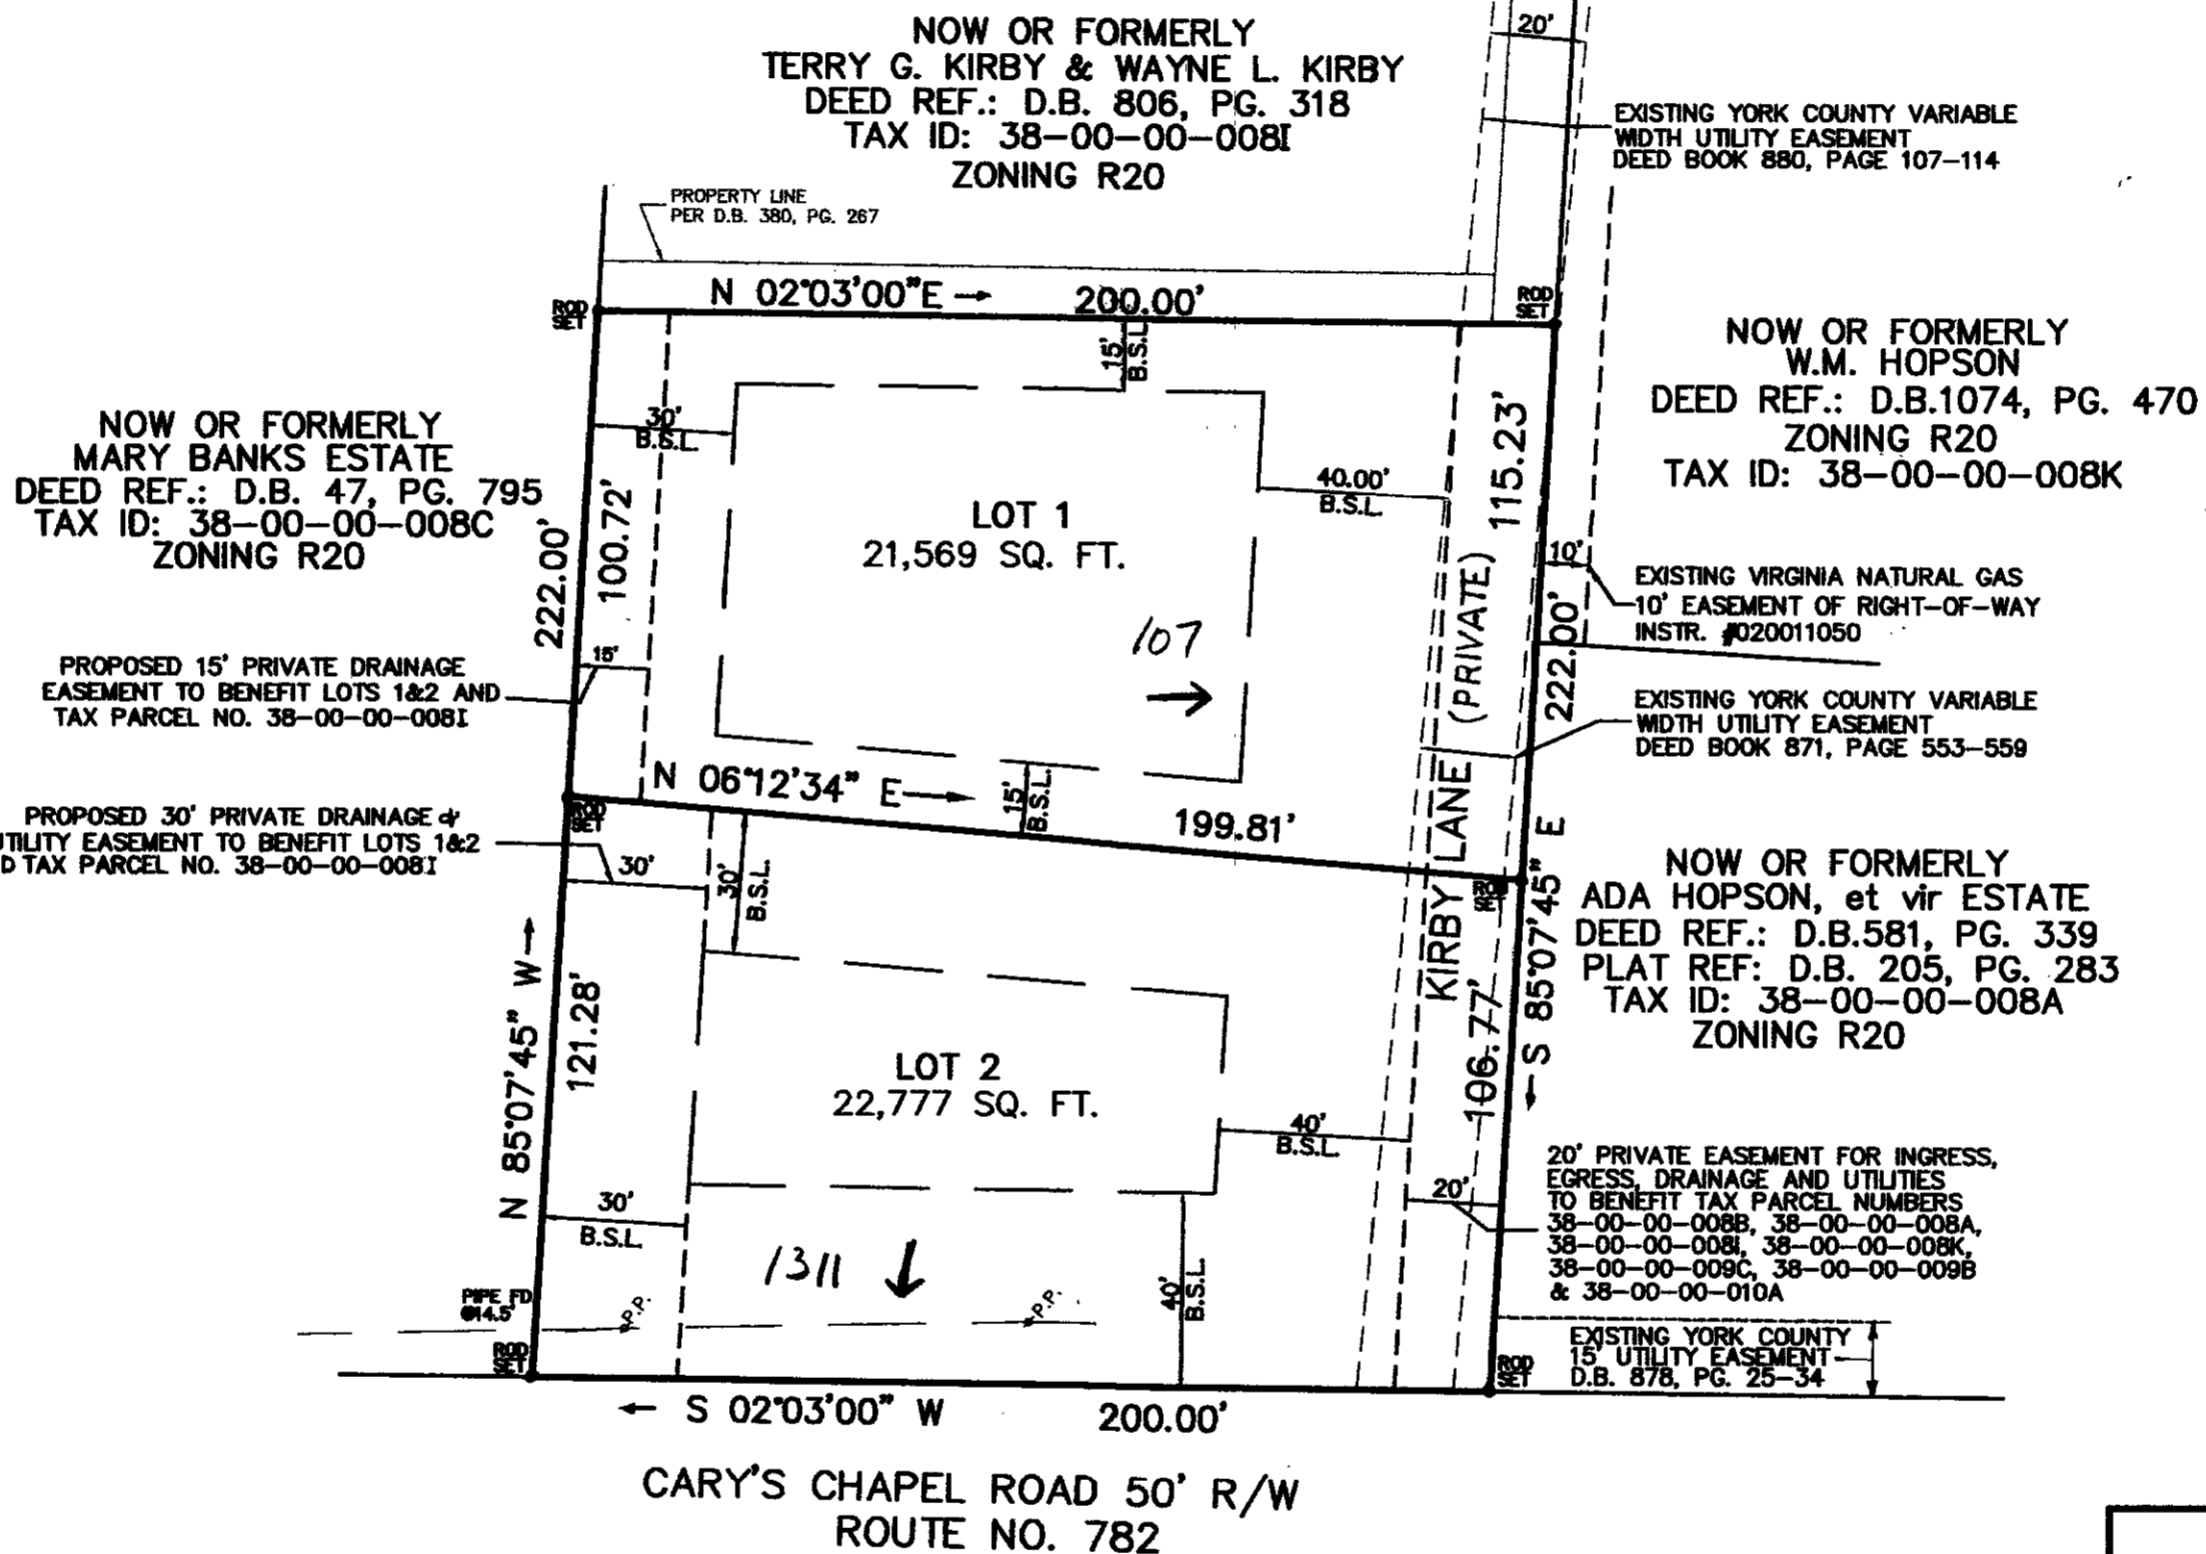 NOW OR FORMERLY
TERRY G. KIRBY & WAYNE L. KIRBY
DEED REF.: D.B. 806, PG. 318
TAX ID: 38-00-00-008I
ZONING R20
20'
EXISTING YORK COUNTY VARIABLE
WIDTH UTILITY EASEMENT
DEED BOOK 880, PAGE 107-114
PROPERTY LINE
PER D.B. 380, PG. 267
ROD
SET
N 02°03'00"E → 200.00'
ROD
SET
15'
B.S.L.
NOW OR FORMERLY
W.M. HOPSON
DEED REF.: D.B.1074, PG. 470
ZONING R20
TAX ID: 38-00-00-008K
NOW OR FORMERLY
MARY BANKS ESTATE
DEED REF.: D.B. 47, PG. 795
TAX ID: 38-00-00-008C
ZONING R20
30'
B.S.L.
222.00'
100.72'
LOT 1
21,569 SQ. FT.
40.00'
B.S.L.
115.23'
107
→
10'
EXISTING VIRGINIA NATURAL GAS
10' EASEMENT OF RIGHT-OF-WAY
INSTR. #020011050
222.00'
PROPOSED 15' PRIVATE DRAINAGE
EASEMENT TO BENEFIT LOTS 1&2 AND
TAX PARCEL NO. 38-00-00-008I
15'
EXISTING YORK COUNTY VARIABLE
WIDTH UTILITY EASEMENT
DEED BOOK 871, PAGE 553-559
KIRBY LANE (PRIVATE)
N 06°12'34" E→
199.81'
15'
B.S.L.
ROD
SET
PROPOSED 30' PRIVATE DRAINAGE &
UTILITY EASEMENT TO BENEFIT LOTS 1&2
D TAX PARCEL NO. 38-00-00-008I
30'
30'
B.S.L.
ROD
SET
NOW OR FORMERLY
ADA HOPSON, et vir ESTATE
DEED REF.: D.B.581, PG. 339
PLAT REF: D.B. 205, PG. 283
TAX ID: 38-00-00-008A
ZONING R20
N 85°07'45" W→
121.28'
LOT 2
22,777 SQ. FT.
106.77'
←S 85°07'45" E
40'
B.S.L.
20'
20' PRIVATE EASEMENT FOR INGRESS,
EGRESS, DRAINAGE AND UTILITIES
TO BENEFIT TAX PARCEL NUMBERS
38-00-00-008B, 38-00-00-008A,
38-00-00-008I, 38-00-00-008K,
38-00-00-009C, 38-00-00-009B
& 38-00-00-010A
30'
B.S.L.
1311 ↓
40'
B.S.L.
PIPE FD
@14.5'
P.P.
P.P.
ROD
SET
ROD
SET
EXISTING YORK COUNTY
15' UTILITY EASEMENT
D.B. 878, PG. 25-34
← S 02°03'00" W 200.00'
CARY'S CHAPEL ROAD 50' R/W
ROUTE NO. 782